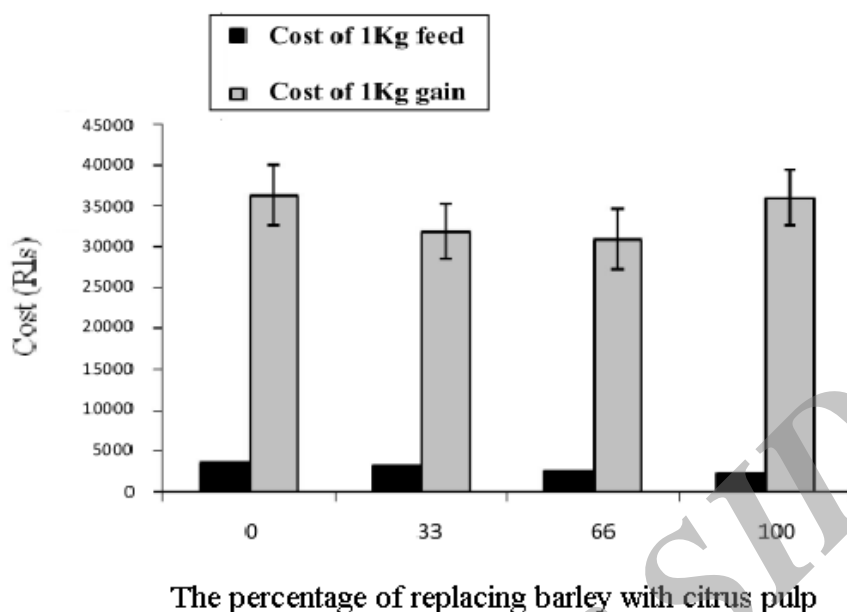 Cost of 1Kg feed
Cost of 1Kg gain
45000
40000
35000
30000
25000
20000
15000
10000
5000
0
Cost (Rls)
0 33 66 100
The percentage of replacing barley with citrus pulp
SID